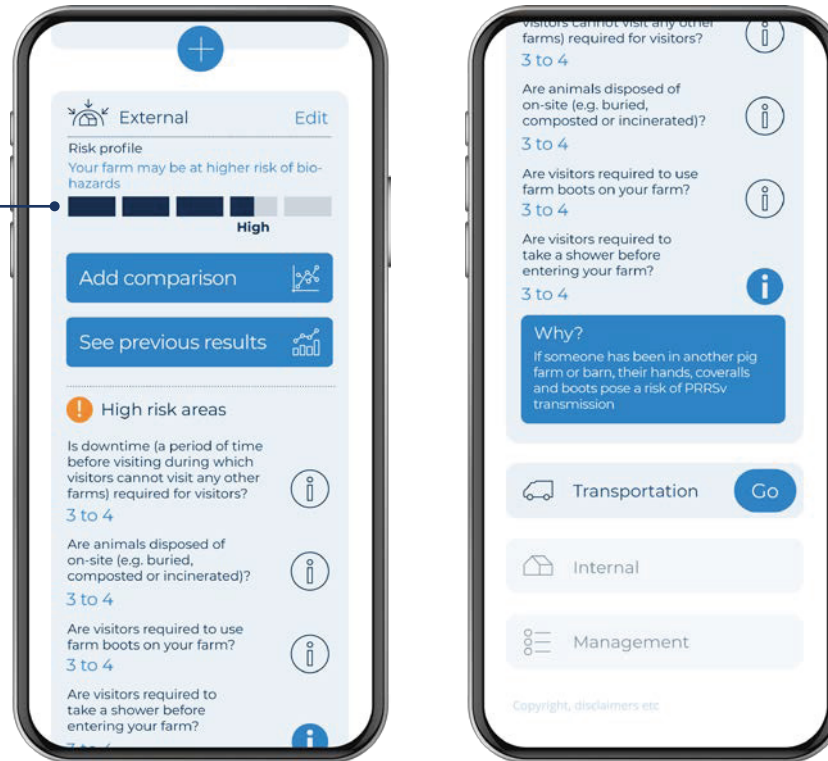 External
Edit
Risk profile
Your farm may be at higher risk of bio-
hazards
High
Add comparison
See previous results
High risk areas
Is downtime (a period of time
before visiting during which
visitors cannot visit any other
farms) required for visitors?
3 to 4
Are animals disposed of
on-site (e.g. buried,
composted or incinerated)?
3 to 4
Are visitors required to use
farm boots on your farm?
3 to 4
Are visitors required to
take a shower before
entering your farm?
3 to 4
visitors cannot visit any other
farms) required for visitors?
3 to 4
Are animals disposed of
on-site (e.g. buried,
composted or incinerated)?
3 to 4
Are visitors required to use
farm boots on your farm?
3 to 4
Are visitors required to
take a shower before
entering your farm?
3 to 4
Why?
If someone has been in another pig
farm or barn, their hands, coveralls
and boots pose a risk of PRRSv
transmission
Transportation
Go
Internal
Management
Copyright, disclaimers etc